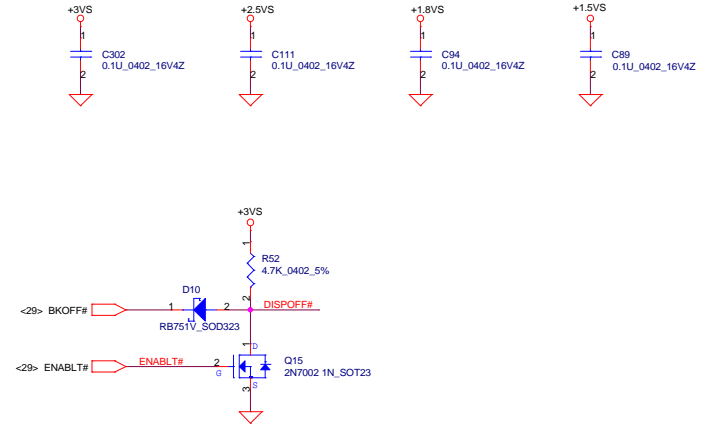 +3VS
+2.5VS
+1.8VS
+1.5VS
1
1
1
1
C302
C111
C94
C89
0.1U_0402_16V4Z
0.1U_0402_16V4Z
0.1U_0402_16V4Z
0.1U_0402_16V4Z
2
2
2
2
+3VS
1
R52
4.7K_0402_5%
D10
2
<29> BKOFF#
1
2
DISPOFF#
RB751V_SOD323
1
D
<29> ENABLT#
ENABLT#
2
G
Q15
2N7002 1N_SOT23
3
S